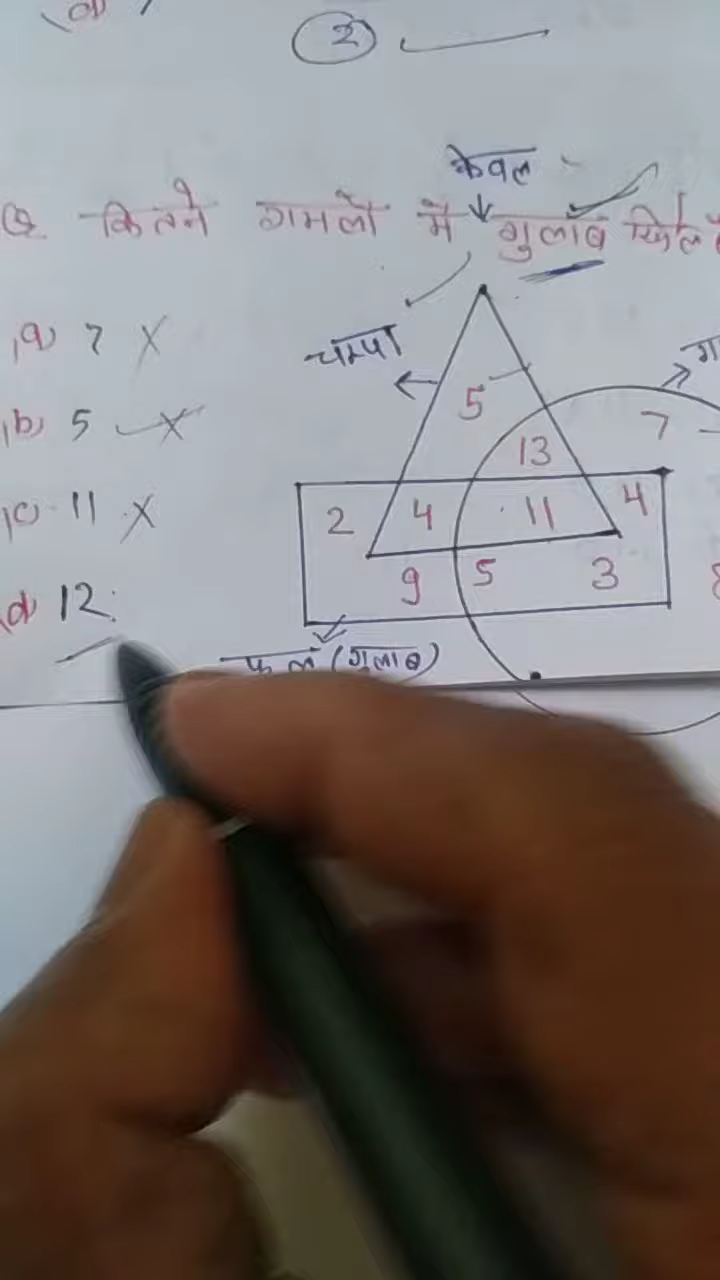 2
केवल
Q. कितने गमलों में गुलाब
(a) 7
चम्पा
5
7
(b) 5
13
(c) 11
2 4 11 4
(d) 12
9 5 3 8
फूल (गुलाब)